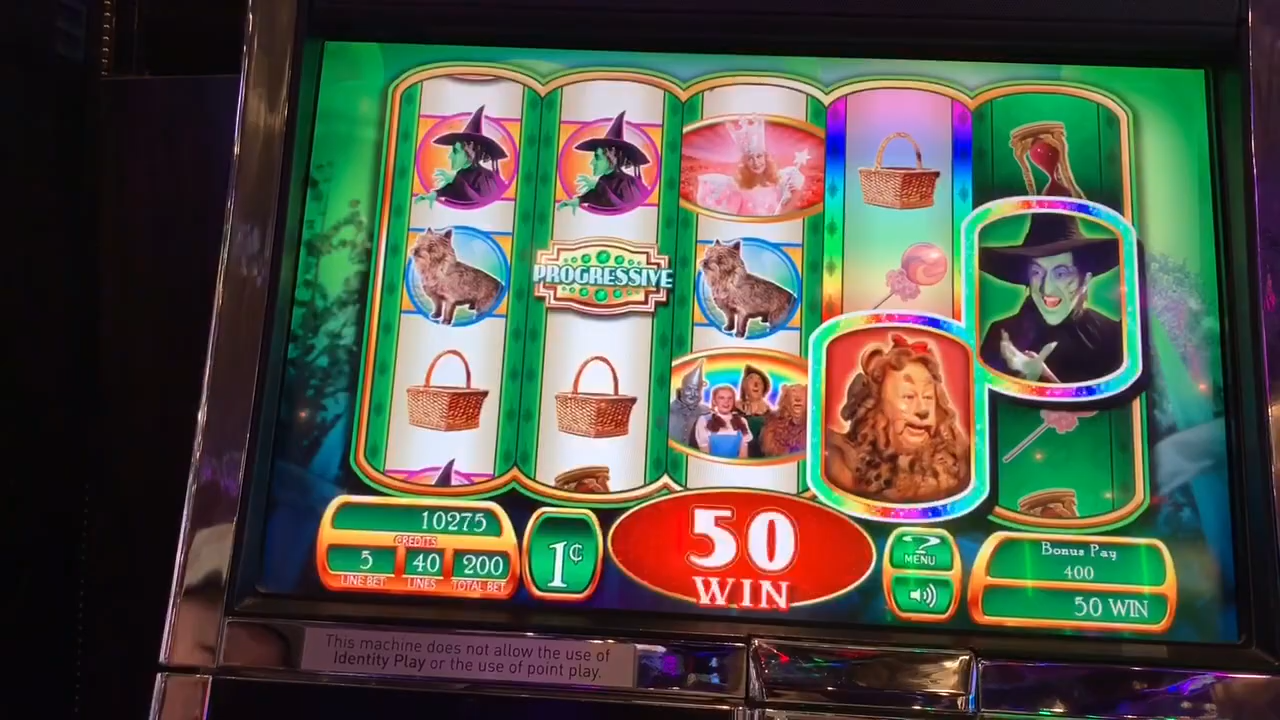 PROGRESSIVE
10275
CREDITS
5 40 200
LINE BET LINES TOTAL BET
1¢
50
WIN
?
MENU
Bonus Pay
400
50 WIN
This machine does not allow the use of
Identity Play or the use of point play.